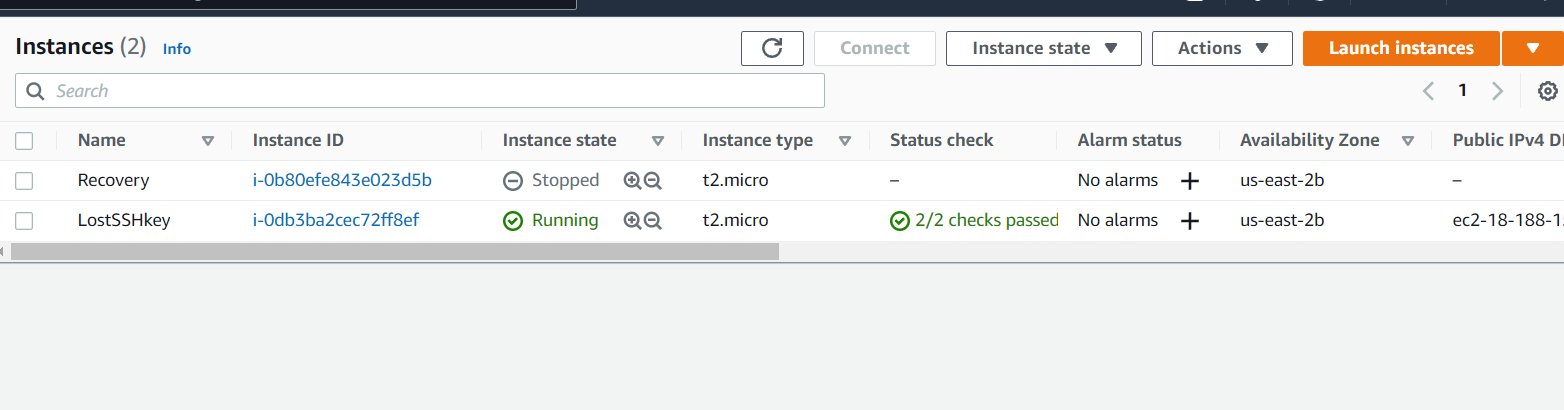 Instances (2) Info
Connect
Instance state
Actions
Launch instances
Search
1
Name Instance ID Instance state Instance type Status check Alarm status Availability Zone Public IPv4 D
Recovery i-0b80efe843e023d5b Stopped t2.micro – No alarms + us-east-2b –
LostSSHkey i-0db3ba2cec72ff8ef Running t2.micro 2/2 checks passed No alarms + us-east-2b ec2-18-188-1